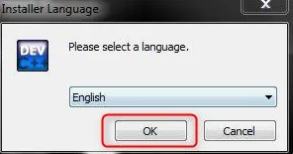 Installer Language
X
DEV
C++
Please select a language.
English
OK
Cancel